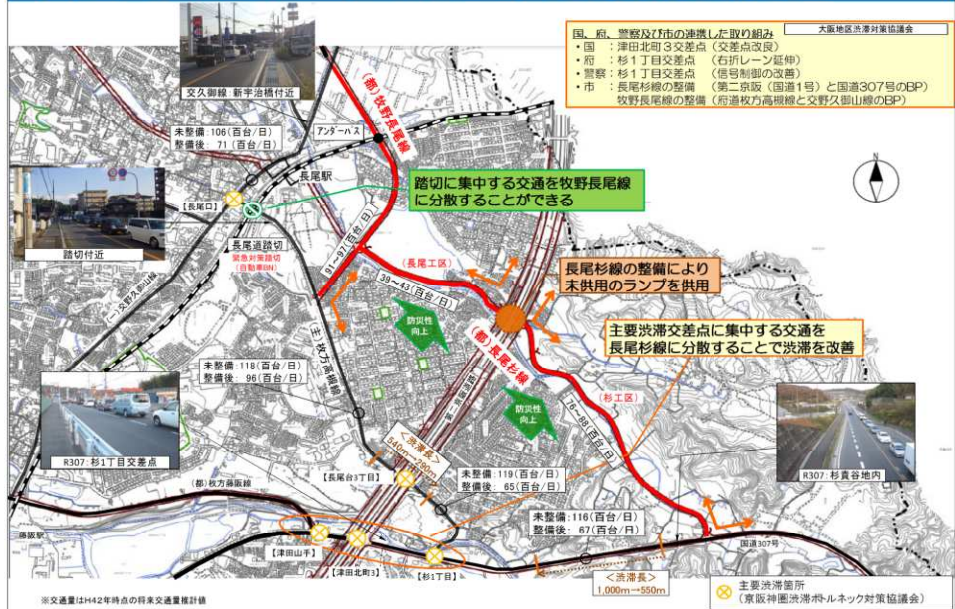 国、府、警察及び市の連携した取り組み
大阪地区渋滞対策協議会
・国　：津田北町３交差点（交差点改良）
・府　：杉１丁目交差点　（右折レーン延伸）
・警察：杉１丁目交差点　（信号制御の改善）
・市　：長尾杉線の整備　（第二京阪（国道1号）と国道307号のBP）
牧野長尾線の整備　（府道枚方高槻線と交野久御山線のBP）
交久御線：新宇治橋付近
（都）牧野長尾線
未整備：106（百台/日）
整備後： 71（百台/日）
アンダーパス
長尾駅
【長尾口】
踏切に集中する交通を牧野長尾線
に分散することができる
踏切付近
長尾道踏切
緊急対策踏切
（自動車BN）
91～97（百台/日）
（長尾工区）
39～43（百台/日）
長尾杉線の整備により
未供用のランプを供用
（一）交野久御山線
（主）枚方高槻線
防災性
向上
（都）長尾杉線
主要渋滞交差点に集中する交通を
長尾杉線に分散することで渋滞を改善
未整備：118（百台/日）
整備後： 96（百台/日）
（杉工区）
防災性
向上
76～98（百台/日）
R307：杉1丁目交差点
R307：杉貴谷地内
＜渋滞長＞
540m→290m
【長尾台3丁目】
未整備：119（百台/日）
整備後： 65（百台/日）
（都）枚方藤阪線
未整備：116（百台/日）
整備後： 67（百台/日）
藤阪駅
【津田山手】
【津田北町3】
【杉1丁目】
国道307号
＜渋滞長＞
1,000m→550m
主要渋滞箇所
（京阪神圏渋滞ボトルネック対策協議会）
※交通量はH42年時点の将来交通量推計値
N